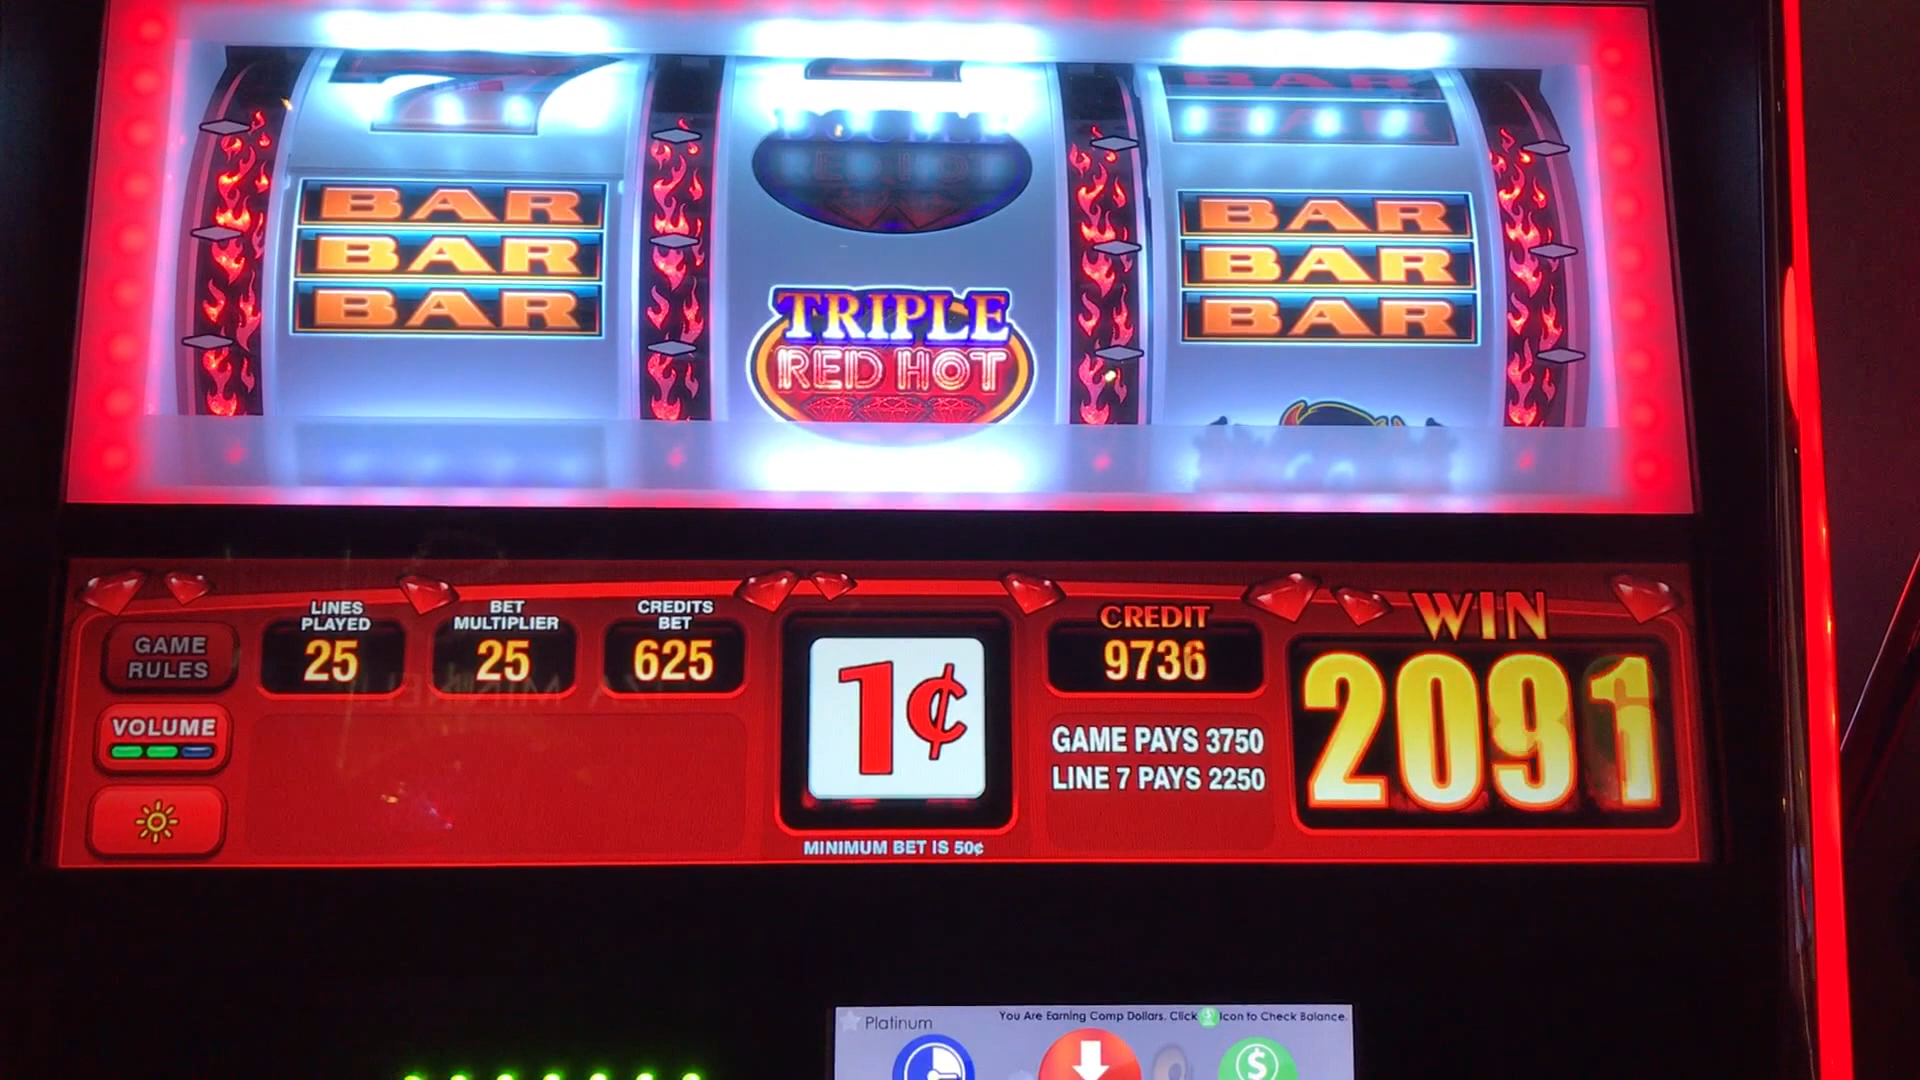 BAR
BAR
BAR
BAR
BAR
TRIPLE
RED HOT
BAR
BAR
BAR
GAME
RULES
VOLUME
LINES
PLAYED
25
BET
MULTIPLIER
25
CREDITS
BET
625
1¢
MINIMUM BET IS 50¢
CREDIT
9736
GAME PAYS 3750
LINE 7 PAYS 2250
WIN
2091
Platinum
You Are Earning Comp Dollars. Click
$
Icon to Check Balance.
$